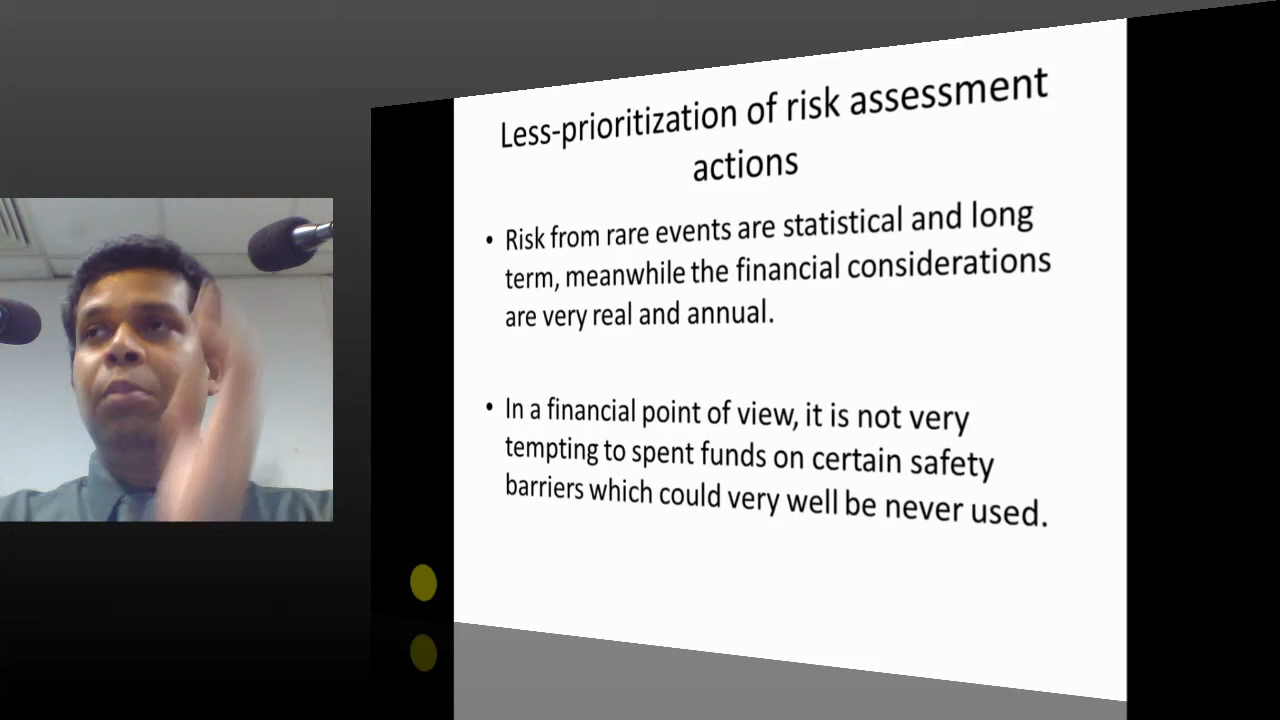 Less-prioritization of risk assessment
actions
• Risk from rare events are statistical and long
term, meanwhile the financial considerations
are very real and annual.
• In a financial point of view, it is not very
tempting to spent funds on certain safety
barriers which could very well be never used.